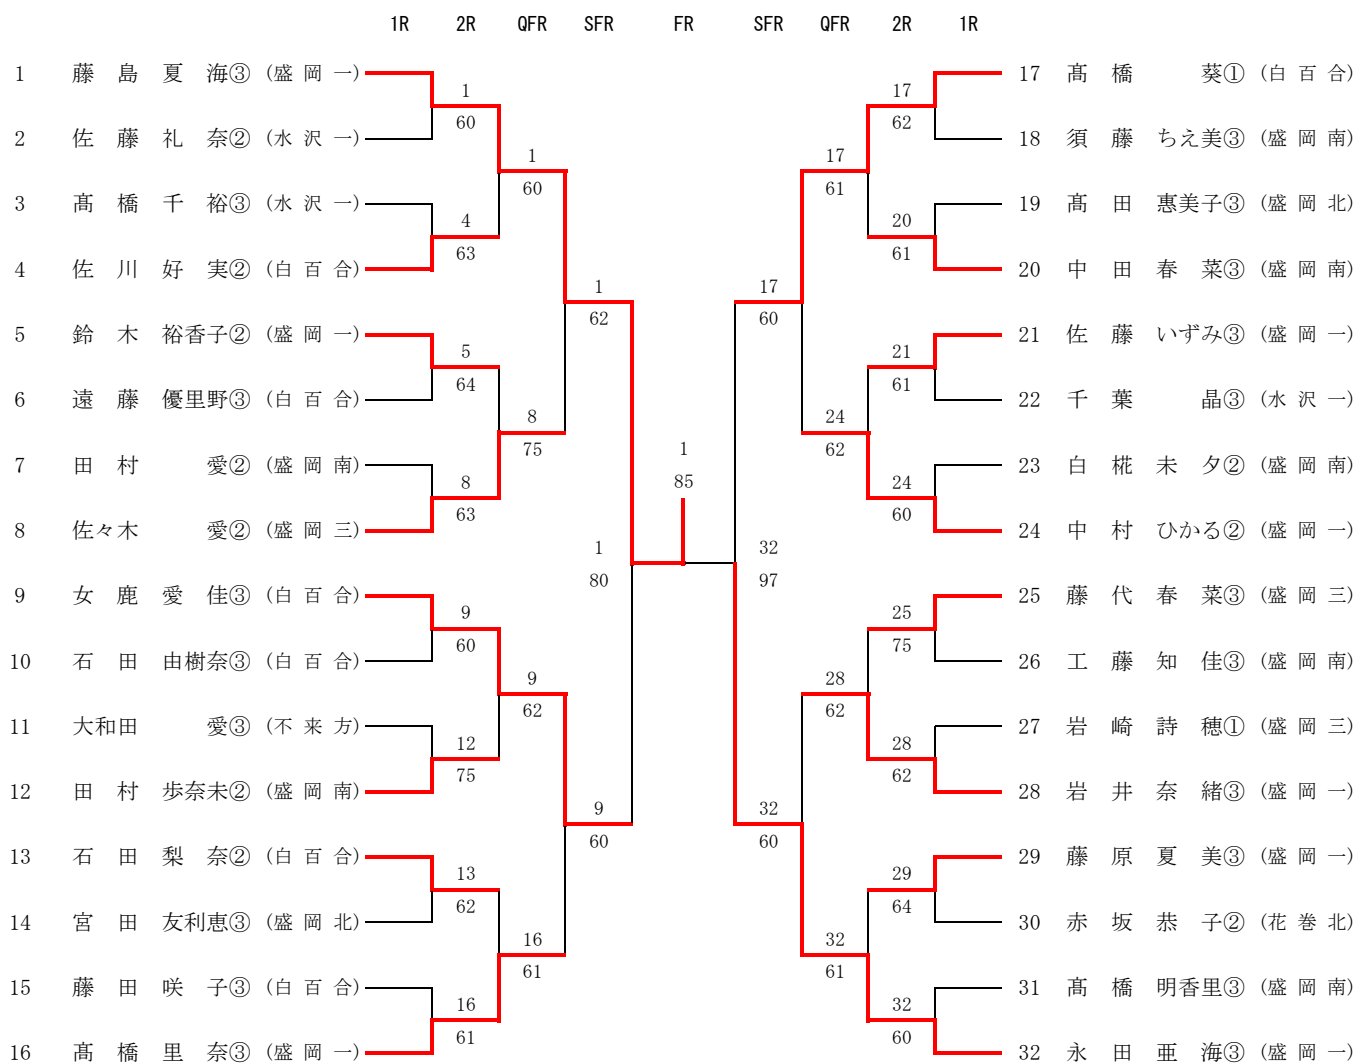 1R 2R QFR SFR FR SFR QFR 2R 1R
1 藤島夏海③ (盛岡一) 17 髙橋葵① (白百合)
1 17
60 62
2 佐藤礼奈② (水沢一) 18 須藤ちえ美③ (盛岡南)
1 17
60 61
3 髙橋千裕③ (水沢一) 19 髙田惠美子③ (盛岡北)
4 20
63 61
4 佐川好実② (白百合) 20 中田春菜③ (盛岡南)
1 17
62 60
5 鈴木裕香子② (盛岡一) 21 佐藤いずみ③ (盛岡一)
5 21
64 61
6 遠藤優里野③ (白百合) 22 千葉晶③ (水沢一)
8 24
75 62
1
85
7 田村愛② (盛岡南) 23 白椛未夕② (盛岡南)
8 24
63 60
8 佐々木愛② (盛岡三) 24 中村ひかる② (盛岡一)
1 32
80 97
9 女鹿愛佳③ (白百合) 25 藤代春菜③ (盛岡三)
9 25
60 75
10 石田由樹奈③ (白百合) 26 工藤知佳③ (盛岡南)
9 28
62 62
11 大和田愛③ (不来方) 27 岩崎詩穂① (盛岡三)
12 28
75 62
12 田村歩奈未② (盛岡南) 28 岩井奈緒③ (盛岡一)
9 32
60 60
13 石田梨奈② (白百合) 29 藤原夏美③ (盛岡一)
13 29
62 64
14 宮田友利恵③ (盛岡北) 30 赤坂恭子② (花巻北)
16 32
61 61
15 藤田咲子③ (白百合) 31 髙橋明香里③ (盛岡南)
16 32
61 60
16 髙橋里奈③ (盛岡一) 32 永田亜海③ (盛岡一)